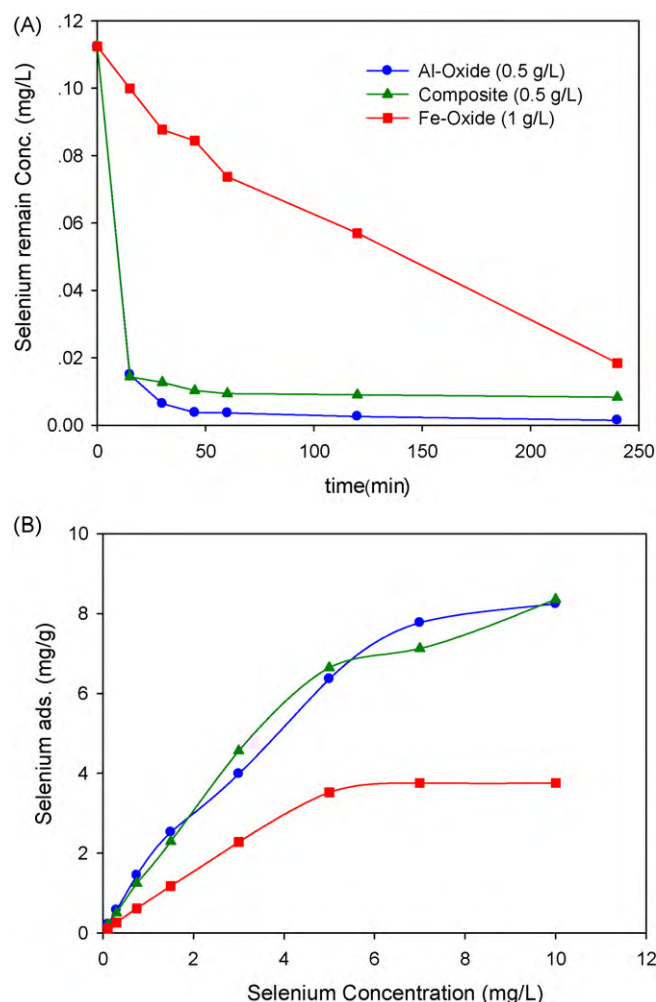 (A)
.12
.10
.08
.06
.04
.02
0.00
Selenium remain Conc. (mg/L)
Al-Oxide (0.5 g/L)
Composite (0.5 g/L)
Fe-Oxide (1 g/L)
0 50 100 150 200 250
time(min)
(B)
10
8
6
4
2
0
Selenium ads. (mg/g)
0 2 4 6 8 10 12
Selenium Concentration (mg/L)